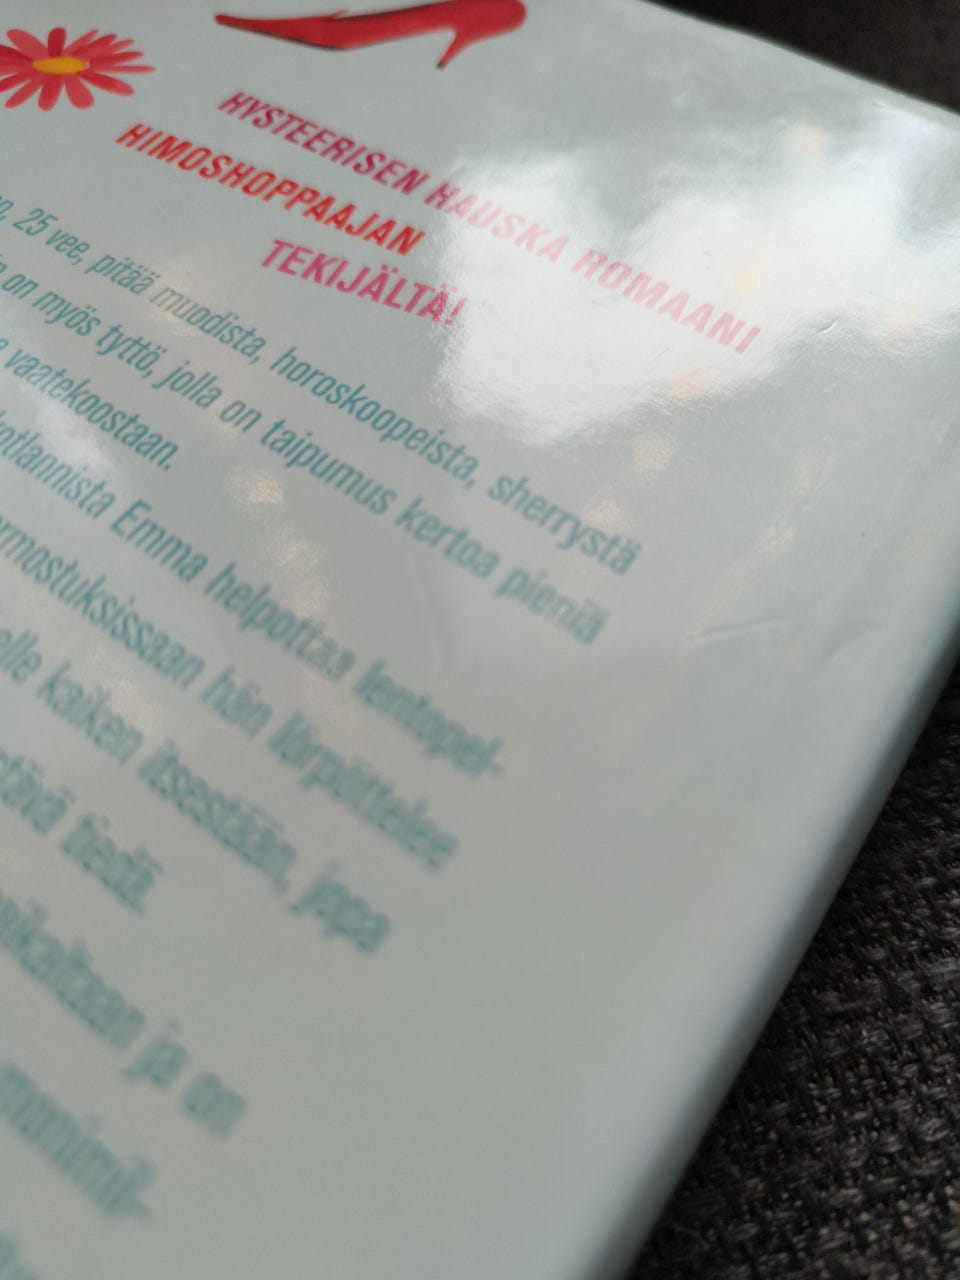 HYSTEERISEN HAUSKA ROMAANI
HIMOSHOPPAAJAN
TEKIJÄLTÄ!
25 vee, pitää muodista, horoskoopeista, sherrystä
on myös tyttö, jolla on taipumus kertoa pieniä
vaatekoostaan.
Emma helpottaa lentopel-
hän lörpöttelee
kaiken itsestään, jopa
tiedä.
ja on